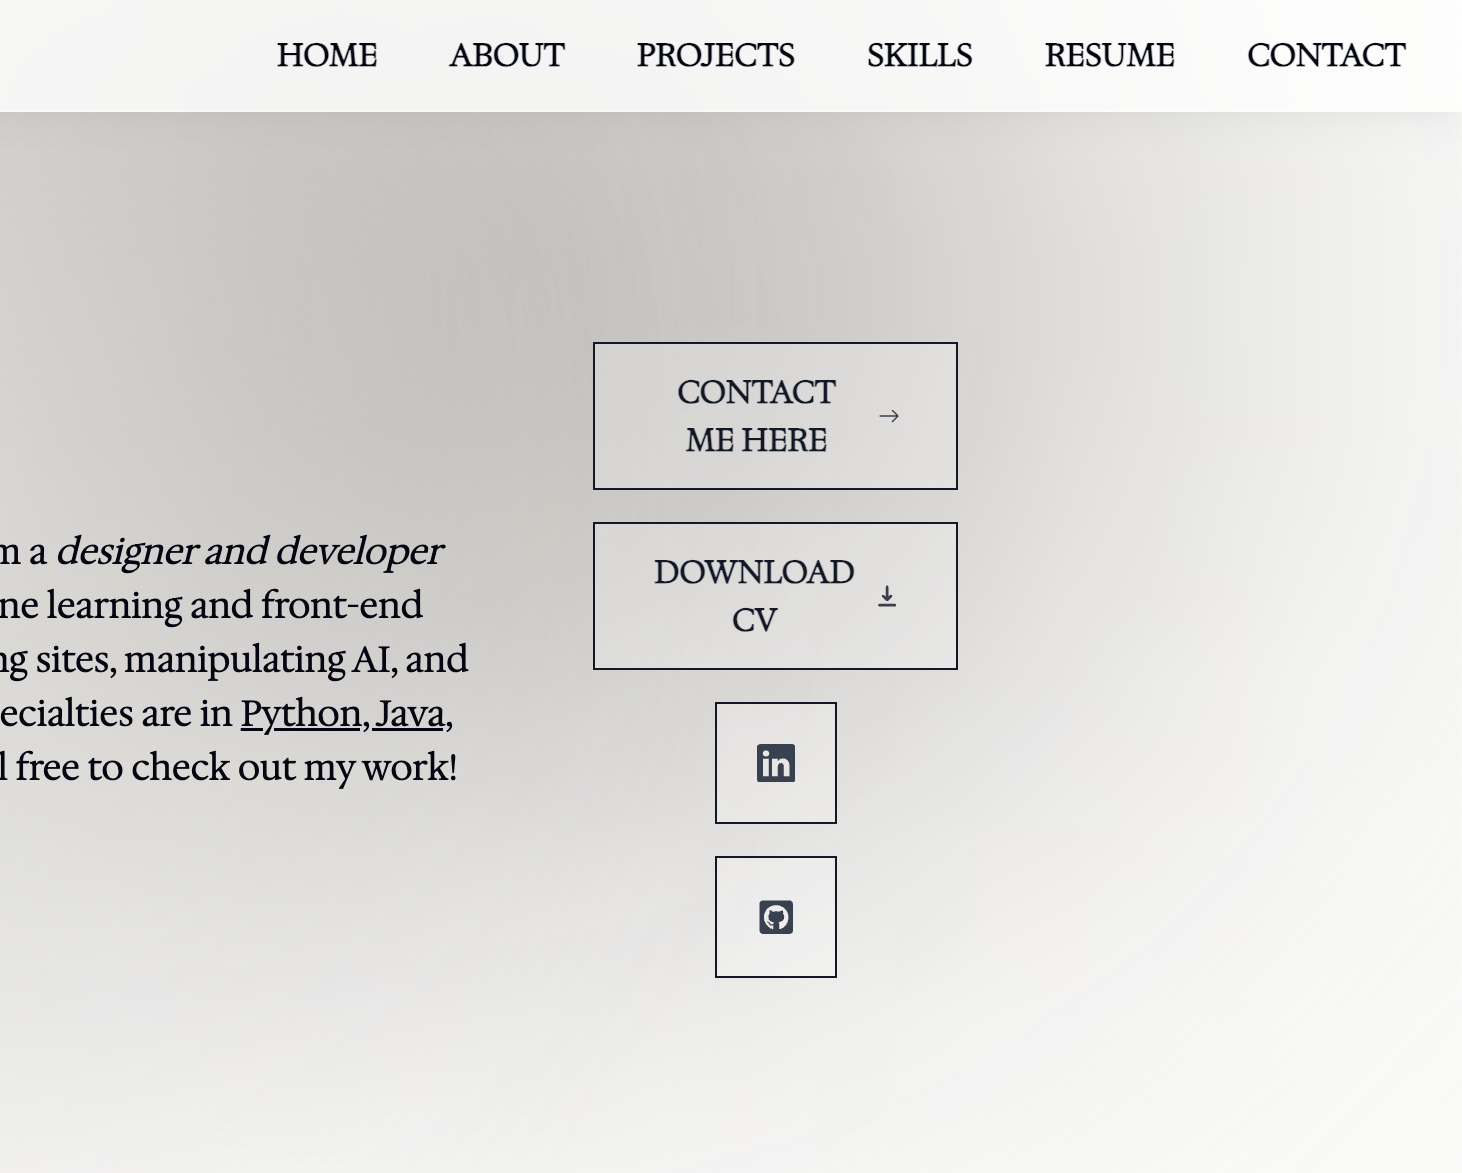 HOME ABOUT PROJECTS SKILLS RESUME CONTACT
CONTACT
ME HERE
DOWNLOAD
CV
m a designer and developer
ne learning and front-end
ng sites, manipulating AI, and
ecialties are in Python, Java,
l free to check out my work!
in